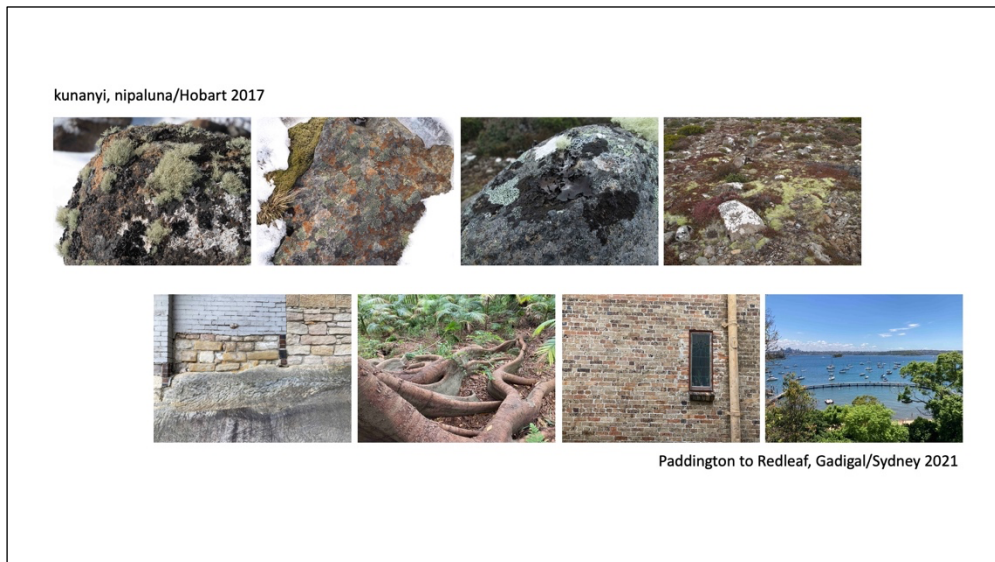 kunanyi, nipaluna/Hobart 2017
Paddington to Redleaf, Gadigal/Sydney 2021